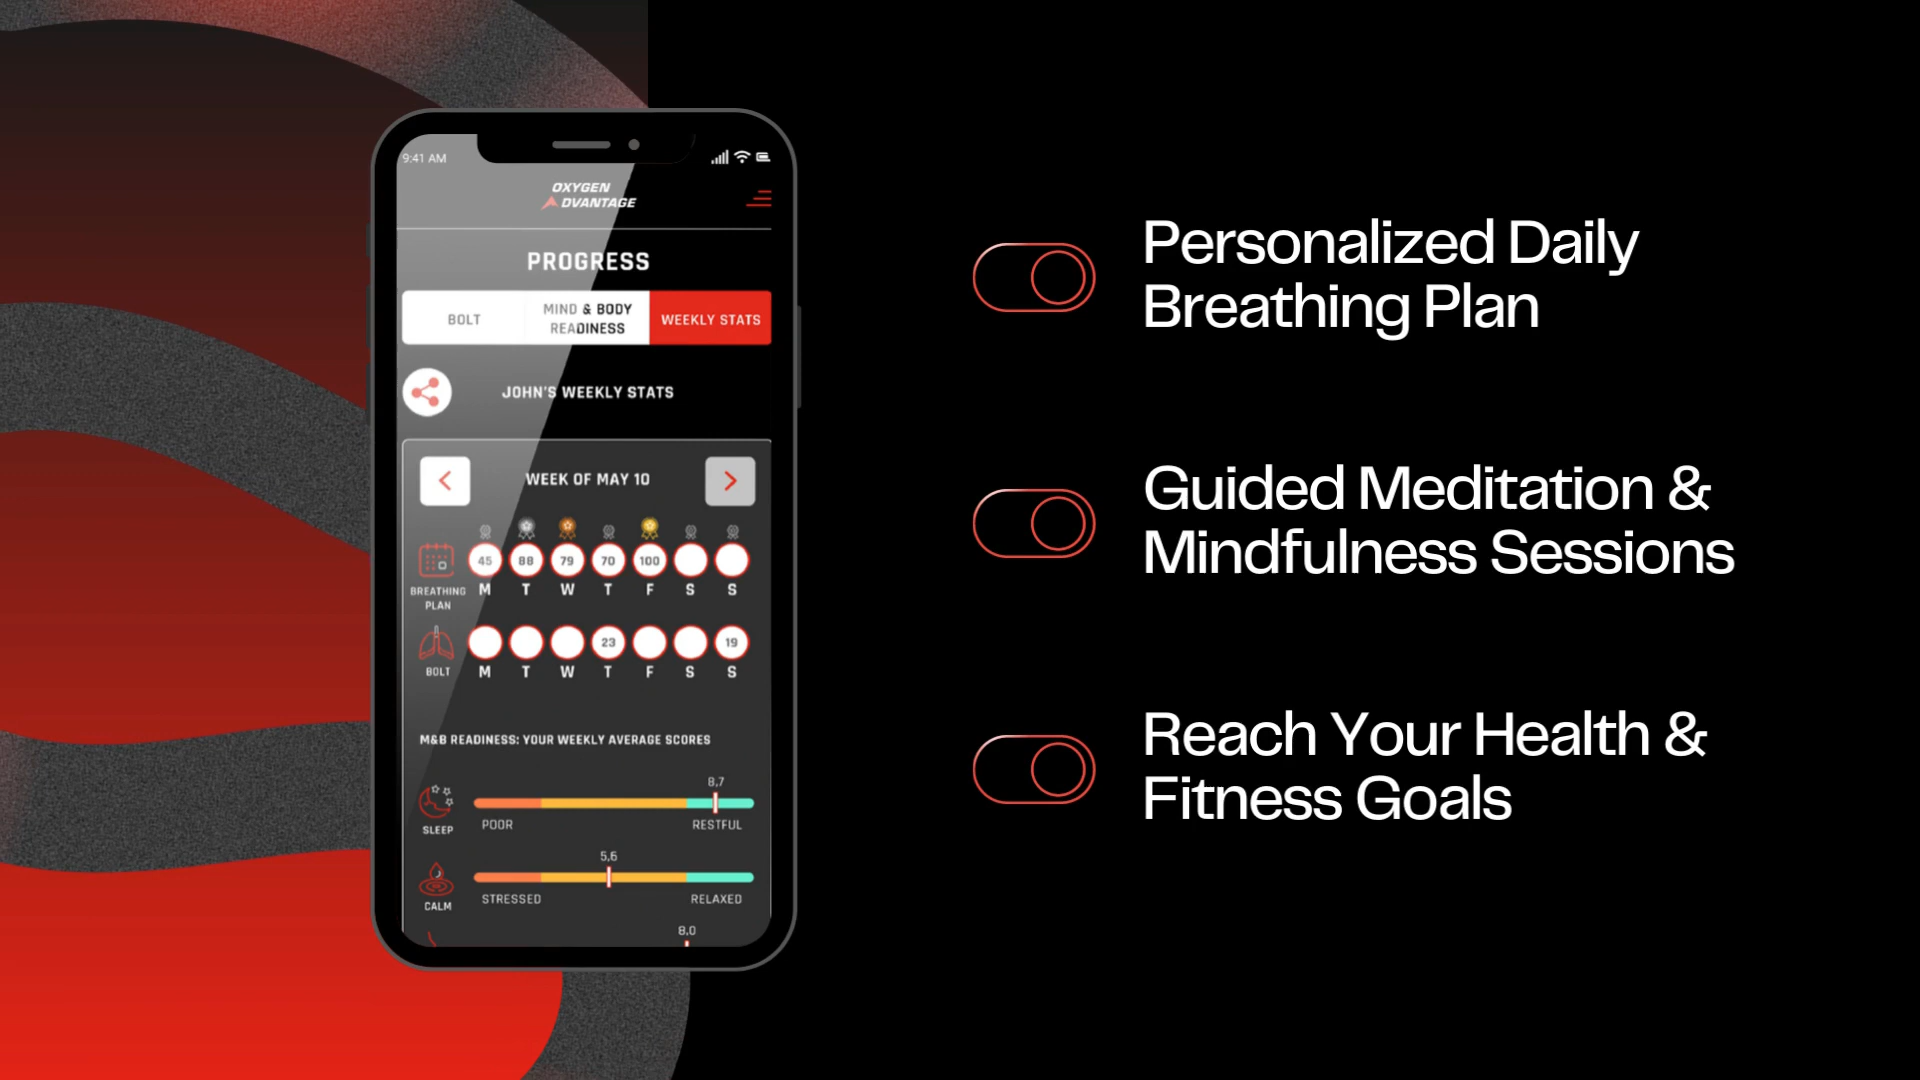 9:41 AM
OXYGEN
DVANTAGE
PROGRESS
BOLT
MIND & BODY
READINESS
WEEKLY STATS
JOHN'S WEEKLY STATS
WEEK OF MAY 10
45 88 79 70 100
BREATHING
PLAN
M T W T F S S
23 19
BOLT
M T W T F S S
M&B READINESS: YOUR WEEKLY AVERAGE SCORES
8,7
SLEEP
POOR RESTFUL
5,6
CALM
STRESSED RELAXED
8,0
Personalized Daily
Breathing Plan
Guided Meditation &
Mindfulness Sessions
Reach Your Health &
Fitness Goals